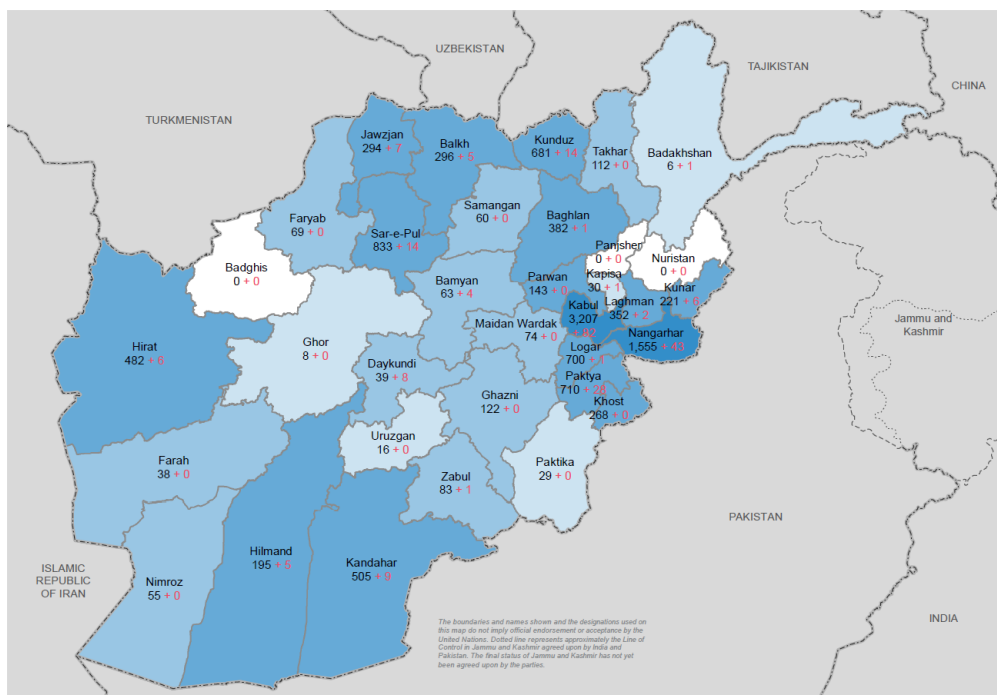 UZBEKISTAN
TAJIKISTAN
CHINA
TURKMENISTAN
Jawzjan
294 + 7
Balkh
296 + 5
Kunduz
681 + 14
Takhar
112 + 0
Badakhshan
6 + 1
Faryab
69 + 0
Samangan
60 + 0
Baghlan
382 + 1
Sar-e-Pul
833 + 14
Panjsher
0 + 0
Nuristan
0 + 0
Badghis
0 + 0
Bamyan
63 + 4
Parwan
143 + 0
Kapisa
30 + 1
Kunar
221 + 6
Kabul
3,207
Laghman
352 + 2
Maidan Wardak
74 + 0
Nangarhar
1,555 + 43
Jammu and
Kashmir
Hirat
482 + 6
Ghor
8 + 0
Logar
700 + 1
Daykundi
39 + 8
Paktya
710 +
Ghazni
122 + 0
Khost
268 + 0
Uruzgan
16 + 0
Farah
38 + 0
Paktika
29 + 0
Zabul
83 + 1
PAKISTAN
Hilmand
195 + 5
Kandahar
505 + 9
ISLAMIC
REPUBLIC
OF IRAN
Nimroz
55 + 0
INDIA
The boundaries and names shown and the designations used on
this map do not imply official endorsement or acceptance by the
United Nations. Dotted line represents approximately the Line of
Control in Jammu and Kashmir agreed upon by India and
Pakistan. The final status of Jammu and Kashmir has not yet
been agreed upon by the parties.